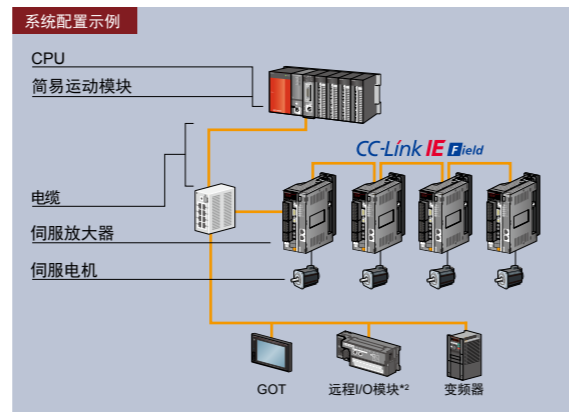 系统配置示例
CPU
简易运动模块
CC-Link IE Field
电缆
伺服放大器
伺服电机
GOT
远程I/O模块*2
变频器